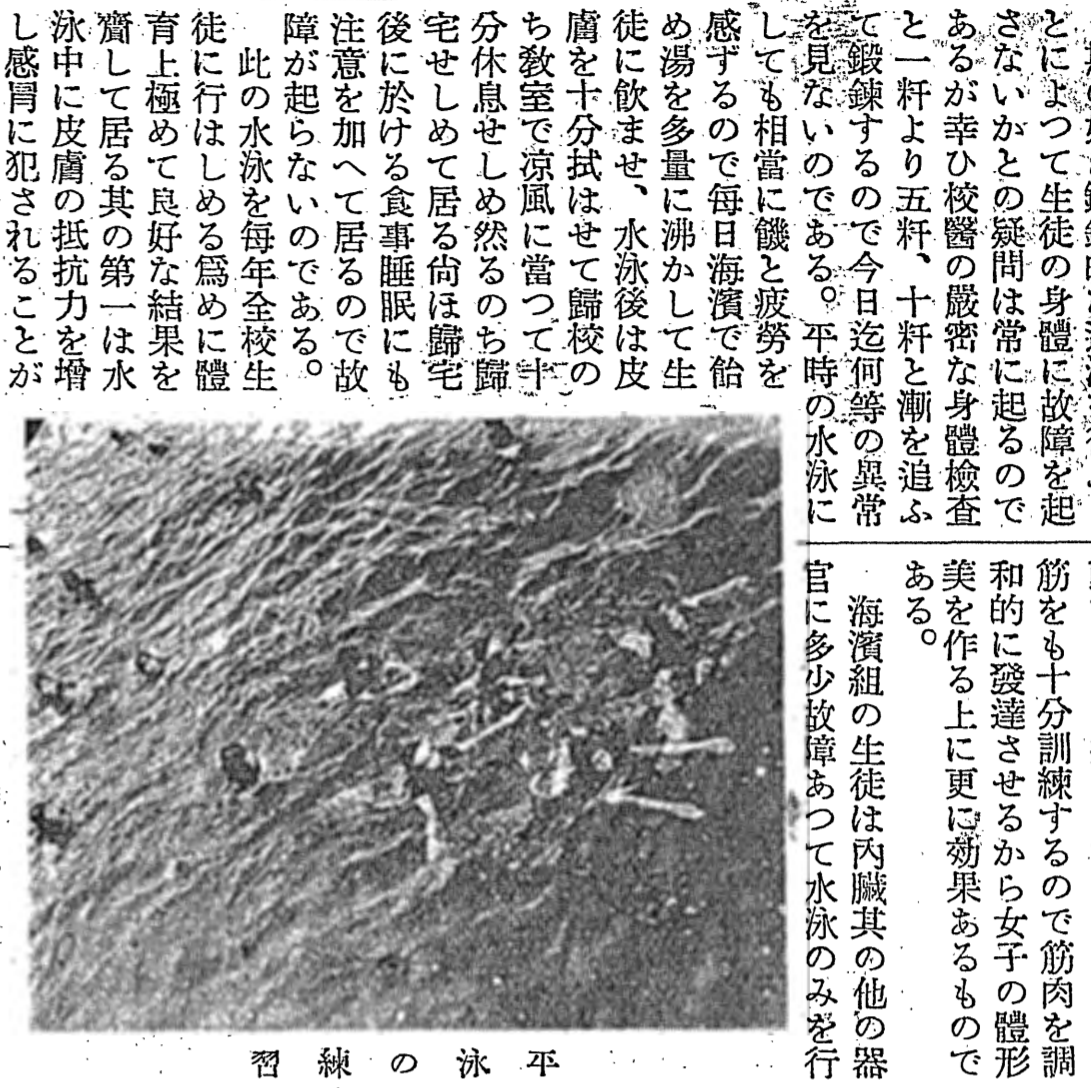 とによつて生徒の身體に故障を起
さないかとの疑問は常に起るので
あるが幸ひ校醫の嚴密な身體檢査
と一粁より五粁、十粁と漸を追ふ
て鍛鍊するので今日迄何等の異常
を見ないのである。平時の水泳に
しても相當に饑と疲勞を
感ずるので每日海濱で飴
め湯を多量に沸かして生
徒に飮ませ、水泳後は皮
膚を十分拭はせて歸校の
ち敎室で凉風に當つて十
分休息せしめ然るのち歸
宅せしめて居る尙ほ歸宅
後に於ける食事睡眠にも
注意を加へて居るので故
障が起らないのである。
此の水泳を每年全校生
徒に行はしめる爲めに體
育上極めて良好な結果を
齎して居る其の第一は水
泳中に皮膚の抵抗力を增
し感冒に犯されることが
筋をも十分訓練するので筋肉を調
和的に發達させるから女子の體形
美を作る上に更に効果あるもので
ある。
海濱組の生徒は內臟其の他の器
官に多少故障あつて水泳のみを行
平泳の練習